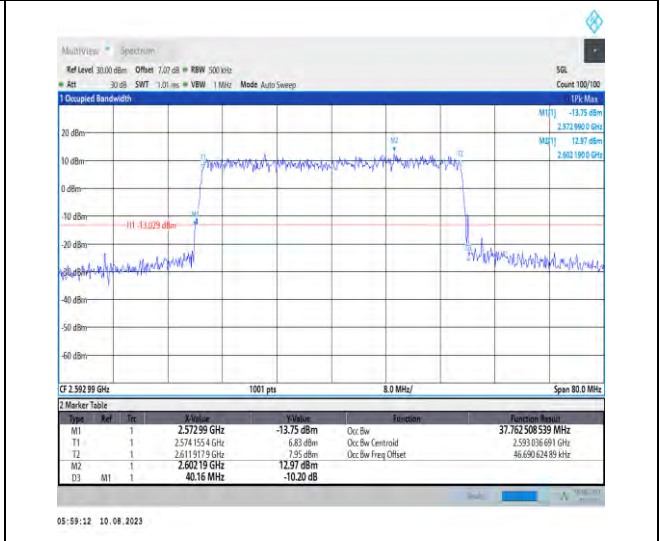 MultiView Spectrum
Ref Level 30.00 dBm Offset 7.07 dB RBW 500 kHz SGL
Att 30 dB SWT 1.01 ms VBW 1 MHz Mode Auto Sweep Count 100/100
1 Occupied Bandwidth 1Pk Max
M1[1] -13.75 dBm
2.572 990 0 GHz
20 dBm
M2[1] 12.97 dBm
2.602 190 0 GHz
M2
10 dBm
T1
T2
0 dBm
-10 dBm
M1
H1 -13.029 dBm
-20 dBm
-30 dBm
-40 dBm
-50 dBm
-60 dBm
CF 2.592 99 GHz 1001 pts 8.0 MHz/ Span 80.0 MHz
2 Marker Table
Type Ref Trc X-Value Y-Value Function Function Result
M1 1 2.572 99 GHz -13.75 dBm Occ Bw 37.762 508 539 MHz
T1 1 2.574 155 4 GHz 6.83 dBm Occ Bw Centroid 2.593 036 691 GHz
T2 1 2.611 917 9 GHz 7.95 dBm Occ Bw Freq Offset 46.690 624 89 kHz
M2 1 2.602 19 GHz 12.97 dBm
D3 M1 1 40.16 MHz -10.20 dB
05:59:12 10.08.2023